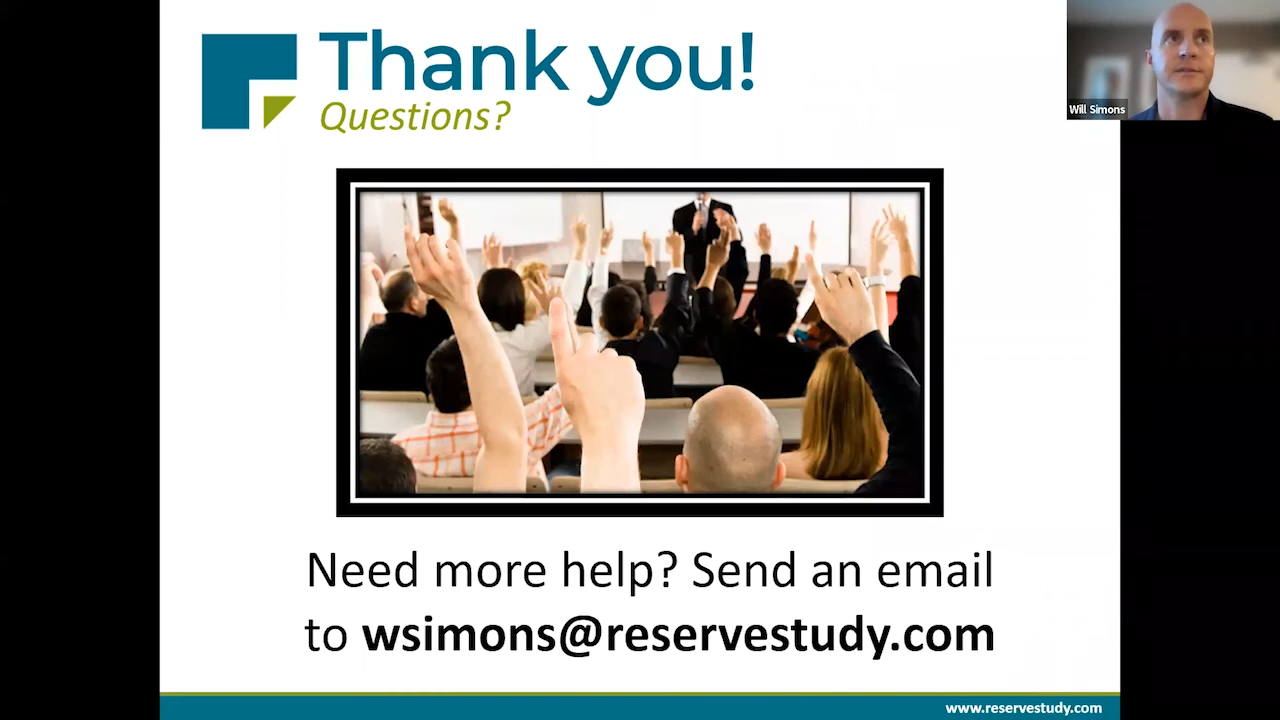 Thank you!
Questions?
Will Simons
Need more help? Send an email
to wsimons@reservestudy.com
www.reservestudy.com